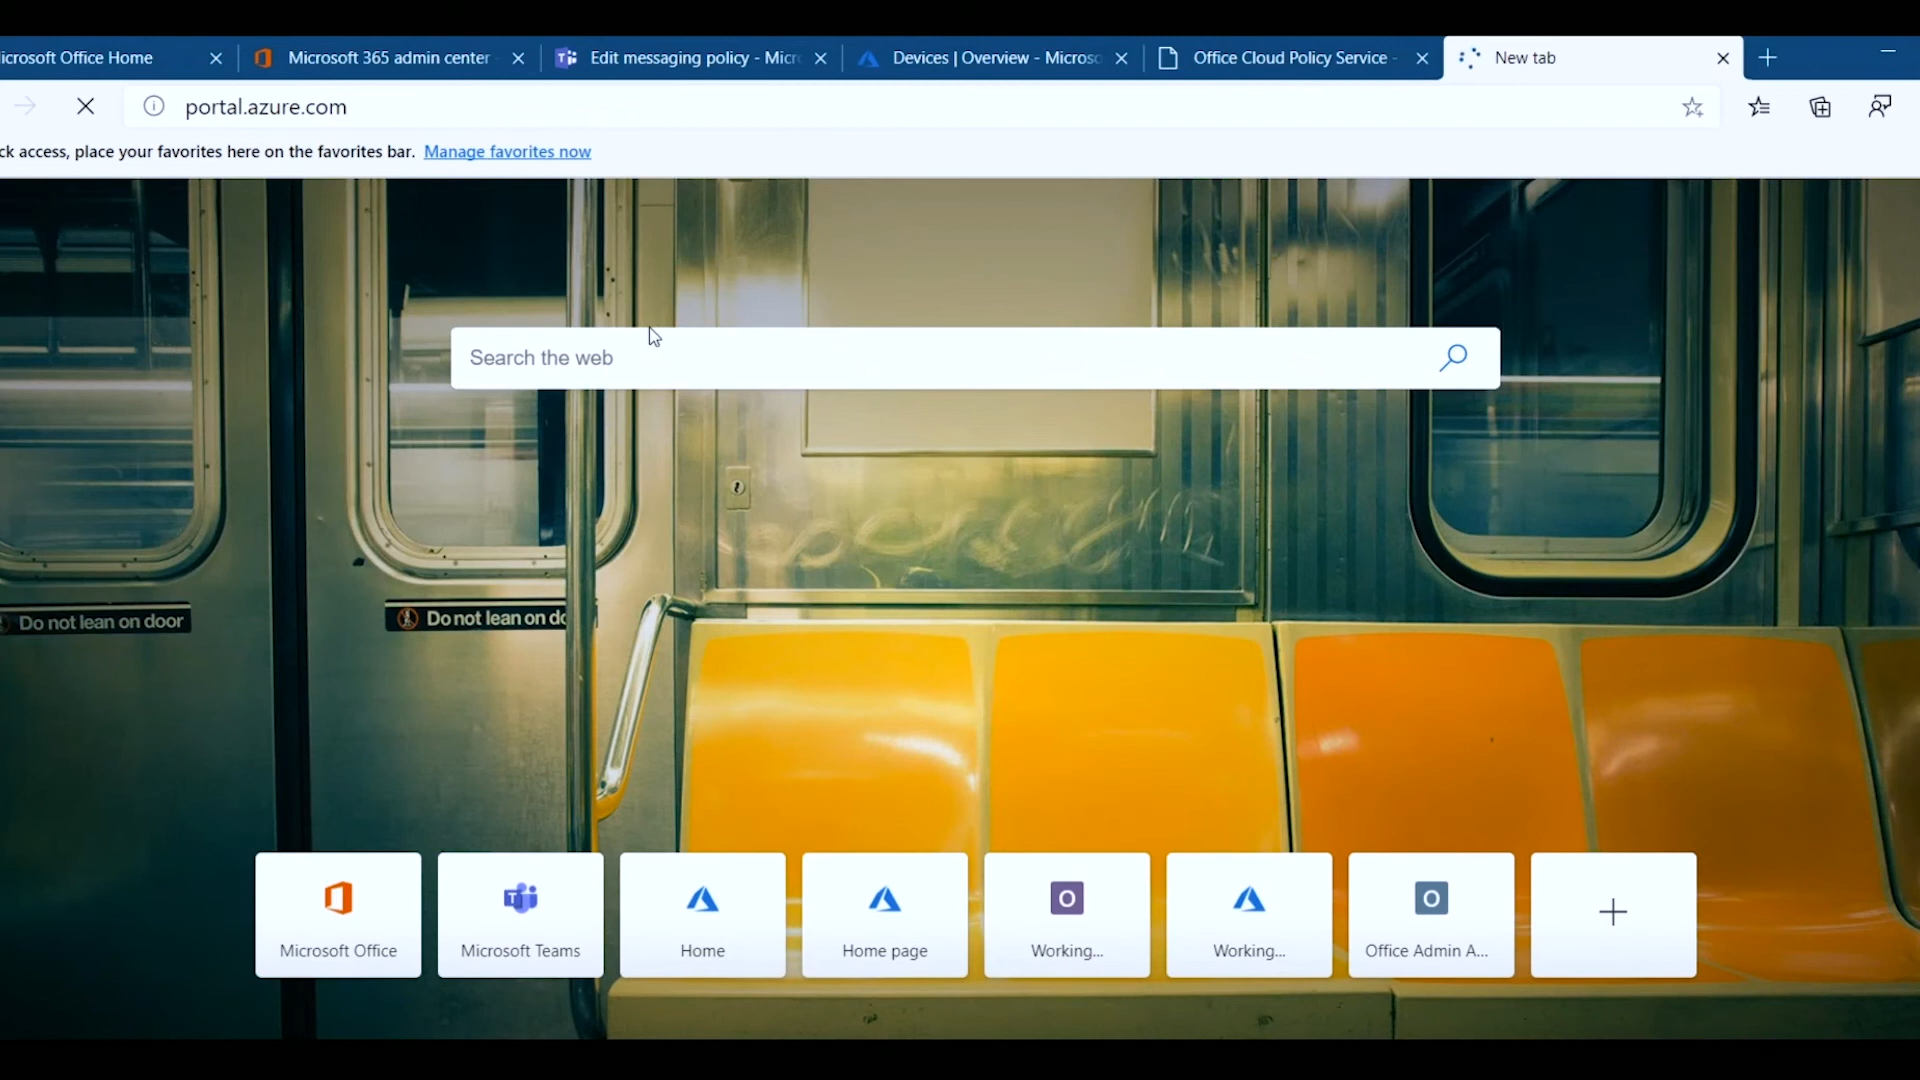 icrosoft Office Home
Microsoft 365 admin center -
Edit messaging policy - Micro
Devices | Overview - Microso
Office Cloud Policy Service -
New tab
portal.azure.com
ck access, place your favorites here on the favorites bar. Manage favorites now
Search the web
Do not lean on door
Do not lean on do
Microsoft Office
Microsoft Teams
Home
Home page
O
Working...
Working...
O
Office Admin A...